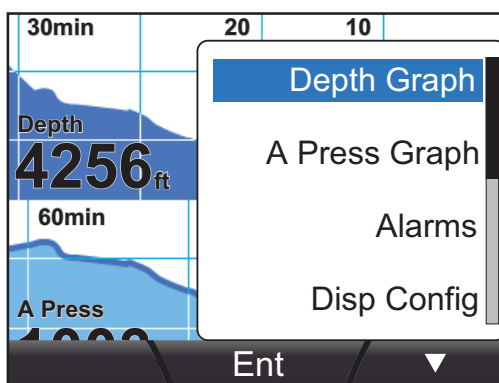 30min 20 10
Depth Graph
A Press Graph
Alarms
Disp Config
Depth
4256ft
60min
A Press
Ent